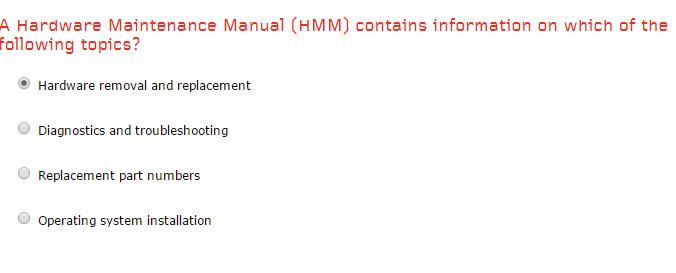 A Hardware Maintenance Manual (HMM) contains information on which of the
following topics?
Hardware removal and replacement
Diagnostics and troubleshooting
Replacement part numbers
Operating system installation